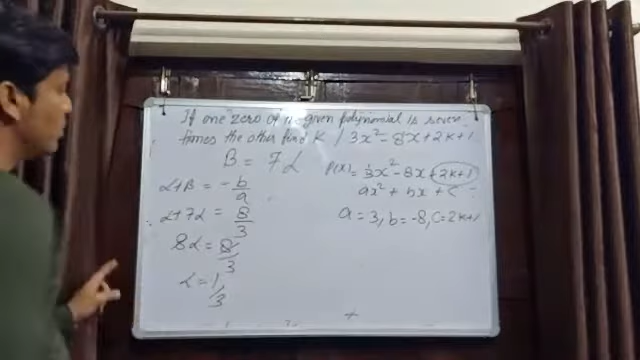 If one zero of given polynomial is seven
times the other find K / 3x² - 8x + 2k + 1
B = 7α
P(x) = 3x² - 8x + 2k + 1
α + B = - b/a
ax² + bx + c
α + 7α = 8/3
a = 3, b = -8, c = 2k + 1
8α = 8/3
α = 1/3